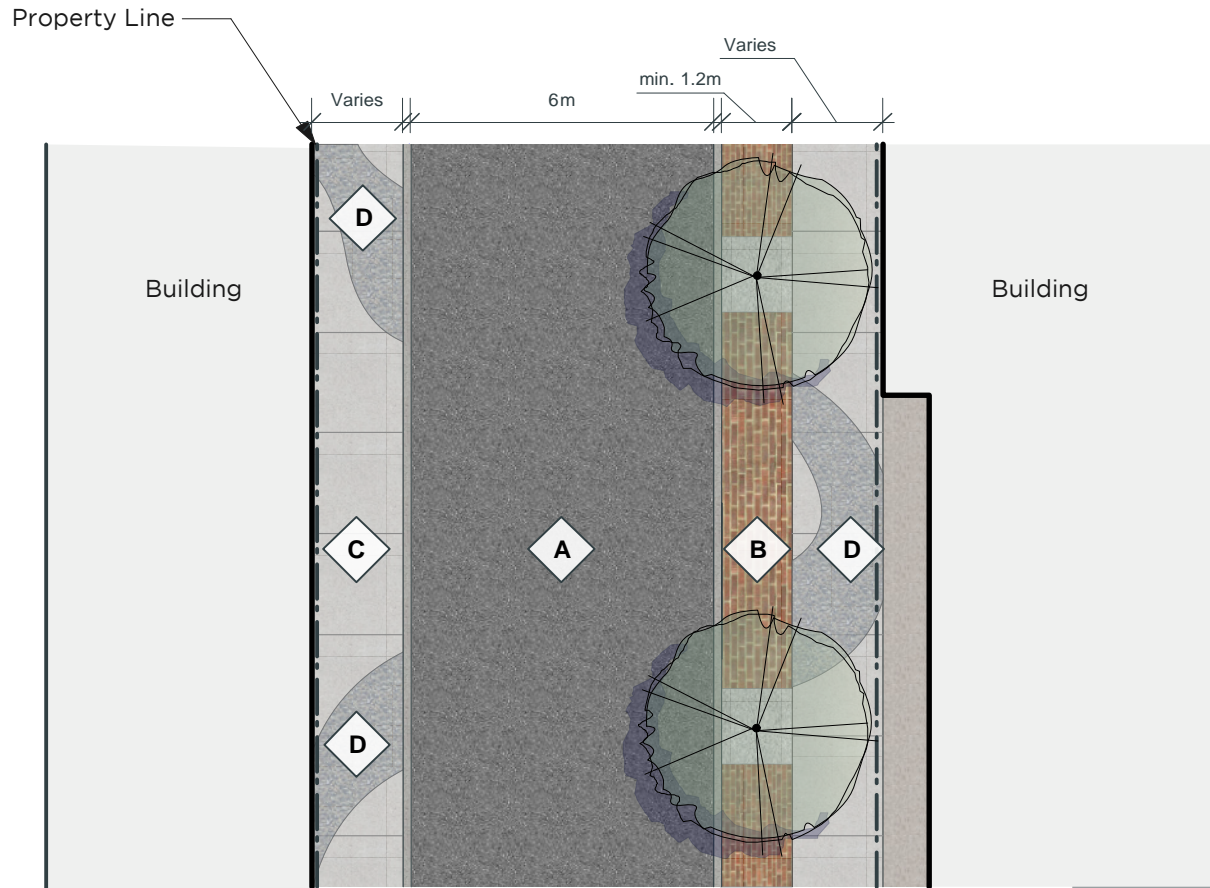 Property Line
Varies
min. 1.2m
Varies
6m
D
Building
Building
C
A
B
D
D